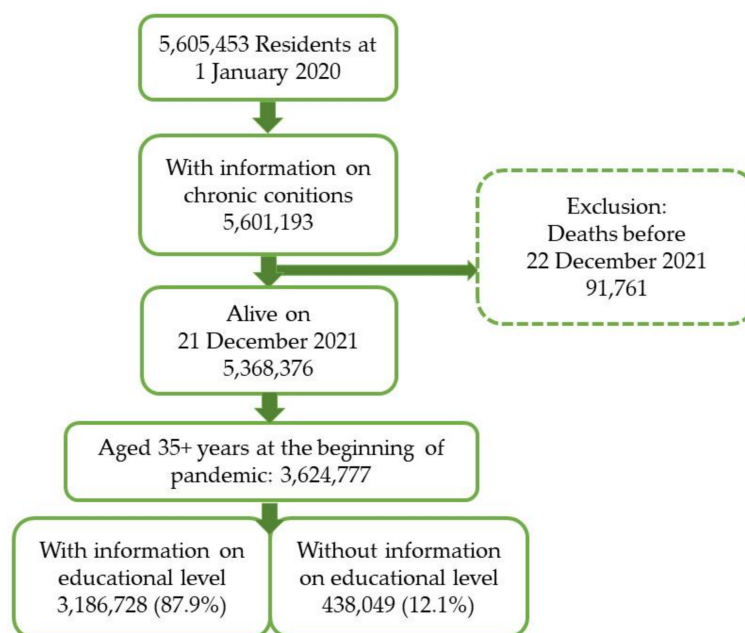 5,605,453 Residents at
1 January 2020
With information on
chronic conitions
5,601,193
Exclusion:
Deaths before
22 December 2021
91,761
Alive on
21 December 2021
5,368,376
Aged 35+ years at the beginning of
pandemic: 3,624,777
With information on
educational level
3,186,728 (87.9%)
Without information
on educational level
438,049 (12.1%)